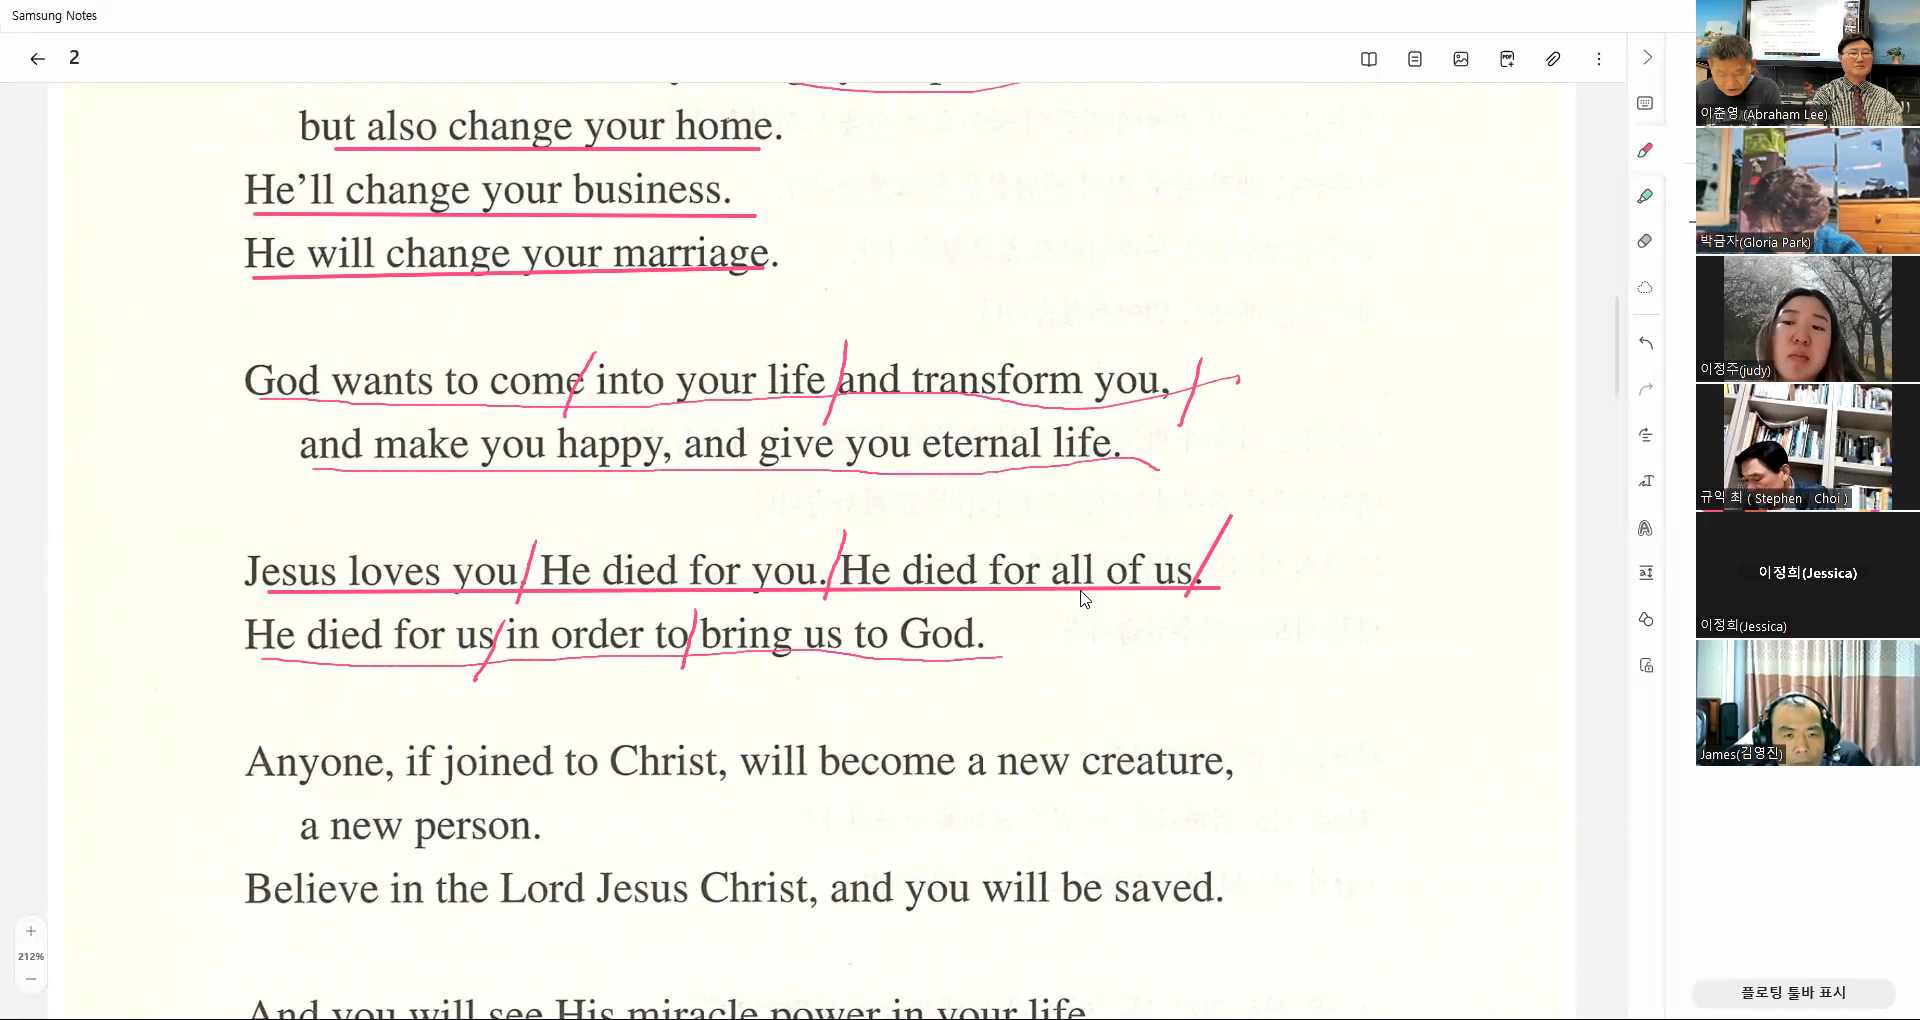 Samsung Notes
2
but also change your home.
He'll change your business.
He will change your marriage.
God wants to come into your life and transform you,
and make you happy, and give you eternal life.
Jesus loves you. He died for you. He died for all of us.
He died for us in order to bring us to God.
Anyone, if joined to Christ, will become a new creature,
a new person.
Believe in the Lord Jesus Christ, and you will be saved.
And you will see His miracle power in your life
212%
이춘영 (Abraham Lee)
박금자(Gloria Park)
이정주(judy)
규익 최 ( Stephen Choi )
이정희(Jessica)
이정희(Jessica)
James(김영진)
플로팅 툴바 표시